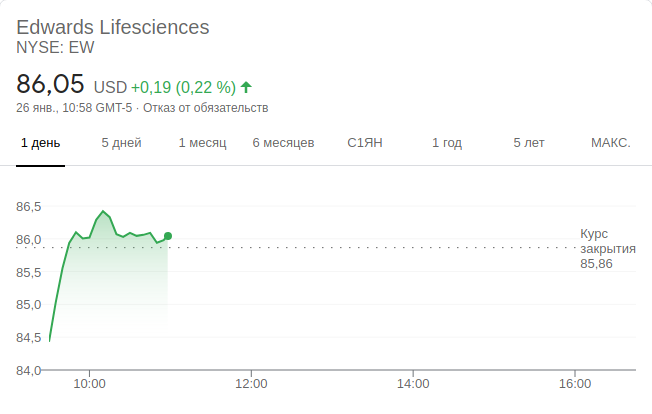 Edwards Lifesciences
NYSE: EW
86,05 USD +0,19 (0,22 %) ↑
26 янв., 10:58 GMT-5 · Отказ от обязательств
1 день 5 дней 1 месяц 6 месяцев С1ЯН 1 год 5 лет МАКС.
86,5
86,0
85,5
85,0
84,5
84,0
Курс
закрытия
85,86
10:00 12:00 14:00 16:00